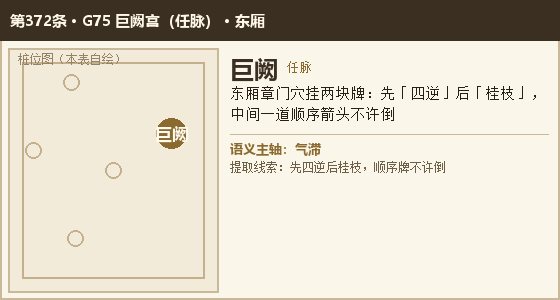 第372条・G75 巨阙宫（任脉）・东厢
桩位图（本表自绘）
巨阙
巨阙 任脉
东厢章门穴挂两块牌：先「四逆」后「桂枝」，
中间一道顺序箭头不许倒
语义主轴：气滞
提取线索：先四逆后桂枝，顺序牌不许倒